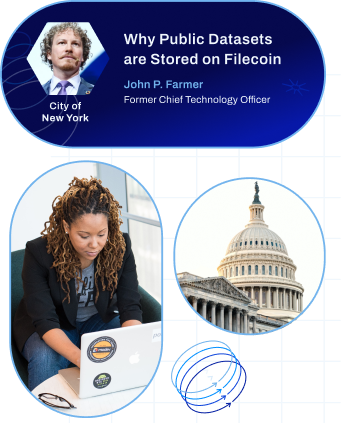 Why Public Datasets
are Stored on Filecoin
John P. Farmer
Former Chief Technology Officer
City of
New York